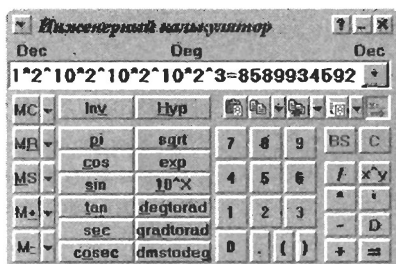 Инженерный калькулятор ? _ X
Dec Deg Dec
1*2^10*2^10*2^10*2^3=8589934592
MC Inv Hyp
MR pi sqrt 7 8 9 BS C
cos exp
MS sin 10^X 4 5 6 / x^y
M+ tan degtorad 1 2 3 * i
sec gradtorad - D
M- cosec dmstodeg 0 . ( ) + =